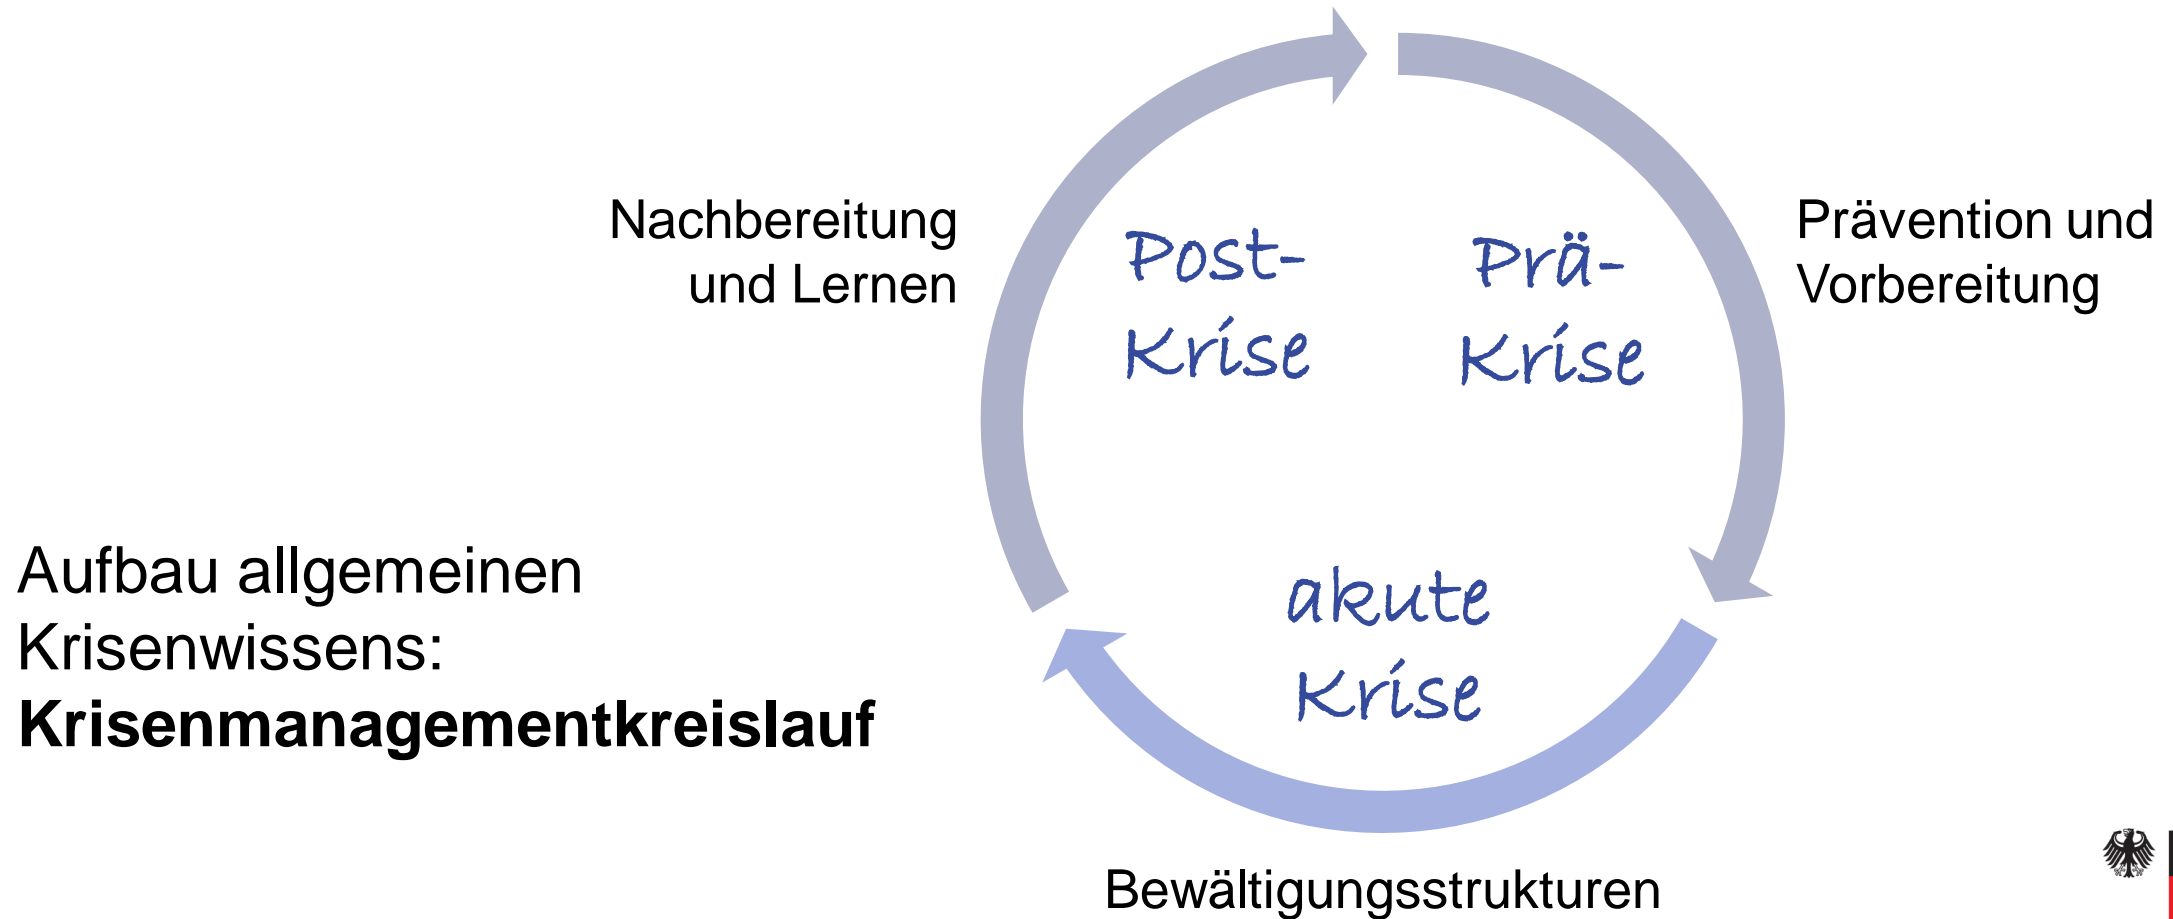 Nachbereitung
und Lernen
Post-
Krise
Prä-
Krise
Prävention und
Vorbereitung
Aufbau allgemeinen
Krisenwissens:
Krisenmanagementkreislauf
akute
Krise
Bewältigungsstrukturen